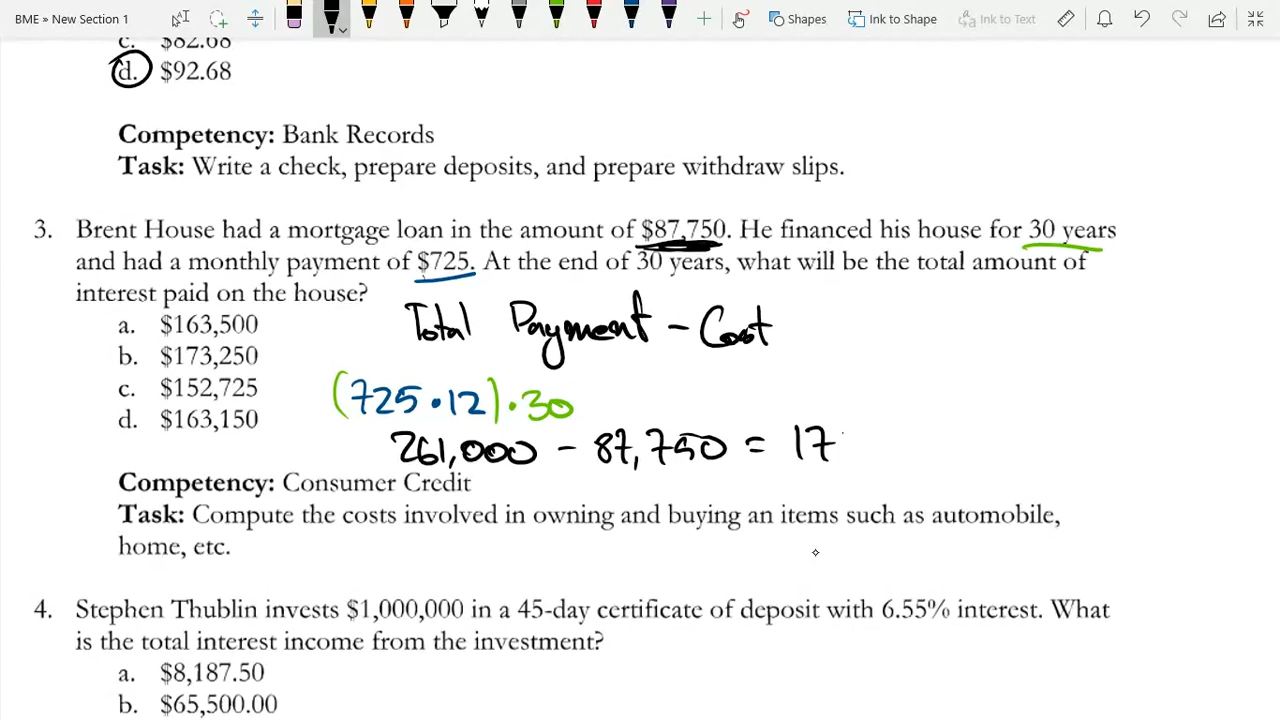 BME » New Section 1
Shapes
Ink to Shape
Ink to Text
c. $82.68
d. $92.68
Competency: Bank Records
Task: Write a check, prepare deposits, and prepare withdraw slips.
3. Brent House had a mortgage loan in the amount of $87,750. He financed his house for 30 years
and had a monthly payment of $725. At the end of 30 years, what will be the total amount of
interest paid on the house?
Total Payment - Cost
a. $163,500
b. $173,250
c. $152,725
d. $163,150
(725·12)·30
261,000 - 87,750 = 17
Competency: Consumer Credit
Task: Compute the costs involved in owning and buying an items such as automobile,
home, etc.
4. Stephen Thublin invests $1,000,000 in a 45-day certificate of deposit with 6.55% interest. What
is the total interest income from the investment?
a. $8,187.50
b. $65,500.00